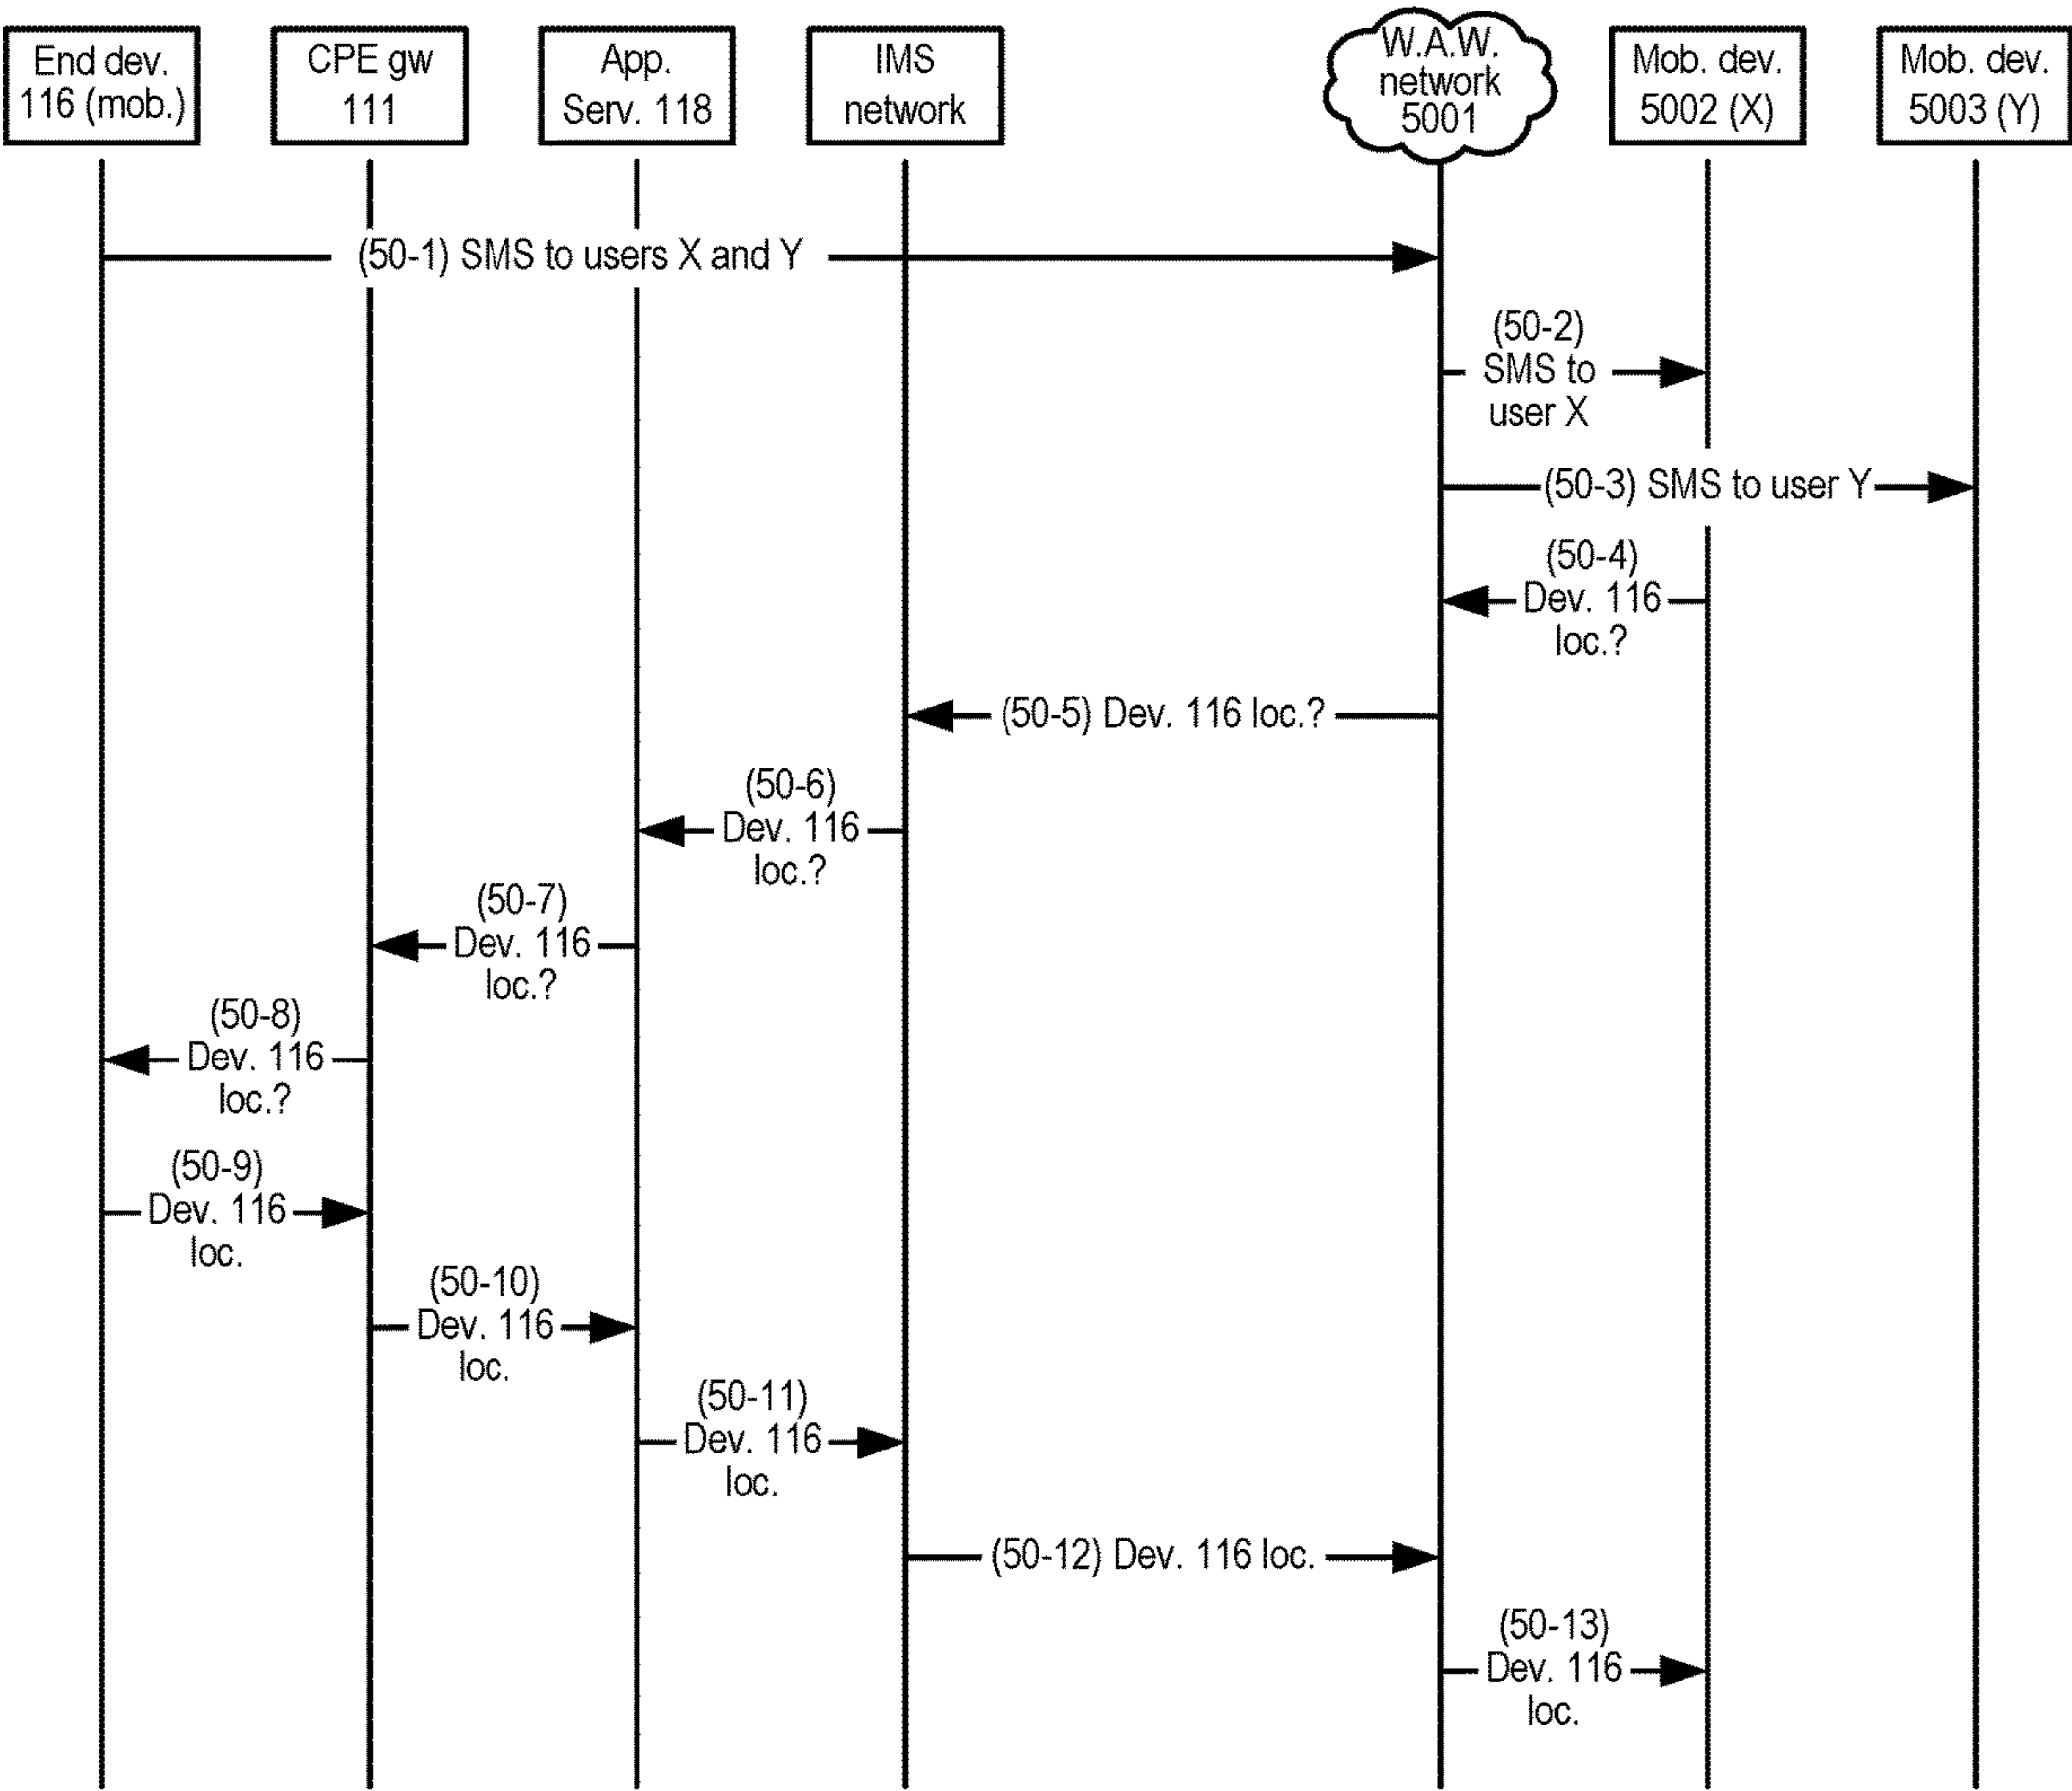 End dev.
116 (mob.)
CPE gw
111
App.
Serv. 118
IMS
network
W.A.W.
network
5001
Mob. dev.
5002 (X)
Mob. dev.
5003 (Y)
(50-1) SMS to users X and Y
(50-2)
SMS to
user X
(50-3) SMS to user Y
(50-4)
Dev. 116
loc.?
(50-5) Dev. 116 loc.?
(50-6)
Dev. 116
loc.?
(50-7)
Dev. 116
loc.?
(50-8)
Dev. 116
loc.?
(50-9)
Dev. 116
loc.
(50-10)
Dev. 116
loc.
(50-11)
Dev. 116
loc.
(50-12) Dev. 116 loc.
(50-13)
Dev. 116
loc.